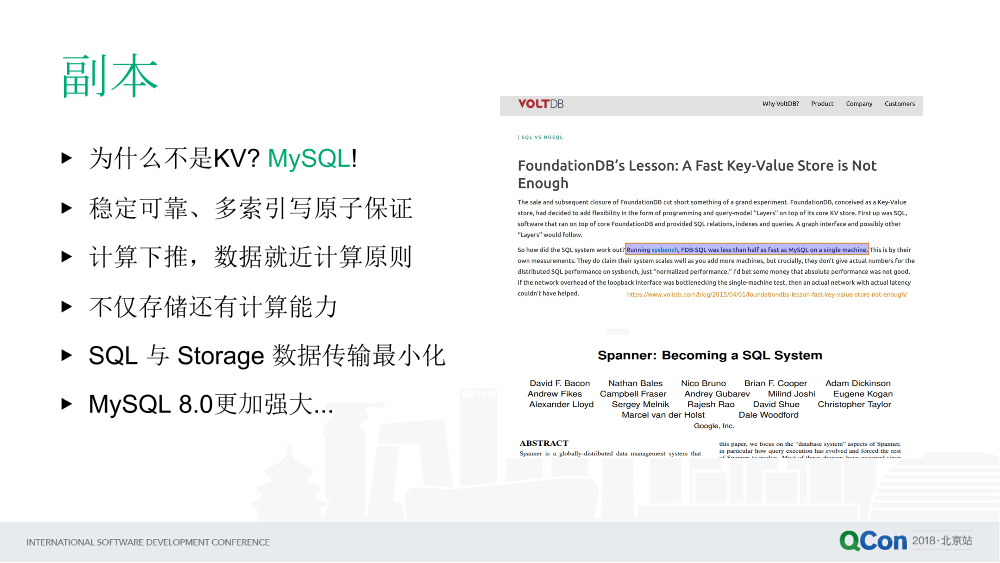 副本
▶ 为什么不是KV? MySQL!
▶ 稳定可靠、多索引写原子保证
▶ 计算下推，数据就近计算原则
▶ 不仅存储还有计算能力
▶ SQL 与 Storage 数据传输最小化
▶ MySQL 8.0更加强大...
VOLTDB
Why VoltDB? Product Company Customers
| SQL VS NOSQL
FoundationDB's Lesson: A Fast Key-Value Store is Not
Enough
The sale and subsequent closure of FoundationDB cut short something of a grand experiment. FoundationDB, conceived as a Key-Value
store, had decided to add flexibility in the form of programming and query-model "Layers" on top of its core KV store. First up was SQL,
software that ran on top of core FoundationDB and provided SQL relations, indexes and queries. A graph interface and possibly other
"Layers" would follow.
So how did the SQL system work out? Running sysbench, FDB-SQL was less than half as fast as MySQL on a single machine. This is by their
own measurements. They do claim their system scales well as you add more machines, but crucially, they don't give actual numbers for the
distributed SQL performance on sysbench, just "normalized performance." I'd bet some money that absolute performance was not good.
If the network overhead of the loopback interface was bottlenecking the single-machine test, then an actual network with actual latency
couldn't have helped.
https://www.voltdb.com/blog/2015/04/01/foundationdbs-lesson-fast-key-value-store-not-enough/
Spanner: Becoming a SQL System
David F. Bacon Nathan Bales Nico Bruno Brian F. Cooper Adam Dickinson
Andrew Fikes Campbell Fraser Andrey Gubarev Milind Joshi Eugene Kogan
Alexander Lloyd Sergey Melnik Rajesh Rao David Shue Christopher Taylor
Marcel van der Holst Dale Woodford
Google, Inc.
ABSTRACT
Spanner is a globally-distributed data management system that
this paper, we focus on the "database system" aspects of Spanner,
in particular how query execution has evolved and forced the rest
INTERNATIONAL SOFTWARE DEVELOPMENT CONFERENCE
QCon 2018·北京站